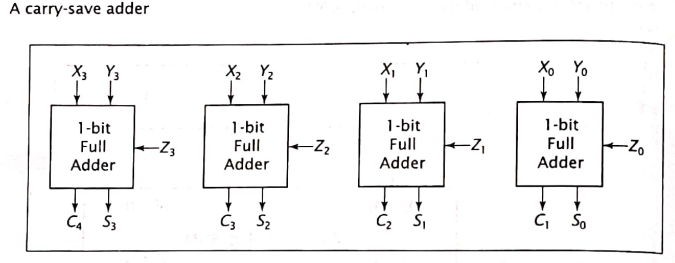 A carry-save adder
X₃ Y₃ X₂ Y₂ X₁ Y₁ X₀ Y₀
1-bit 1-bit 1-bit 1-bit
Full Full Full Full
Adder Adder Adder Adder
Z₃ Z₂ Z₁ Z₀
C₄ S₃ C₃ S₂ C₂ S₁ C₁ S₀